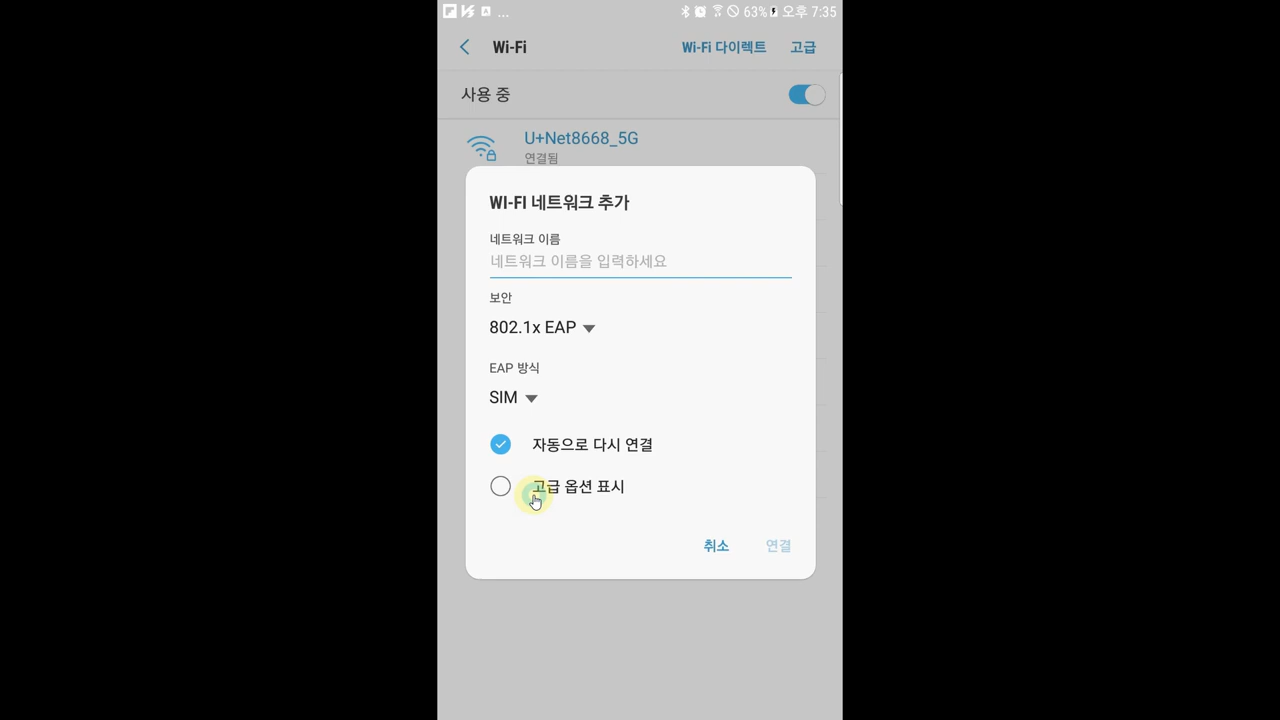 ... 63% 오후 7:35
Wi-Fi Wi-Fi 다이렉트 고급
사용 중
U+Net8668_5G
연결됨
WI-FI 네트워크 추가
네트워크 이름
네트워크 이름을 입력하세요
보안
802.1x EAP
EAP 방식
SIM
자동으로 다시 연결
고급 옵션 표시
취소 연결